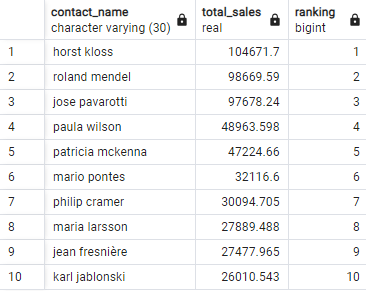 contact_name total_sales ranking
character varying (30) real bigint
1 horst kloss 104671.7 1
2 roland mendel 98669.59 2
3 jose pavarotti 97678.24 3
4 paula wilson 48963.598 4
5 patricia mckenna 47224.66 5
6 mario pontes 32116.6 6
7 philip cramer 30094.705 7
8 maria larsson 27889.488 8
9 jean fresnière 27477.965 9
10 karl jablonski 26010.543 10